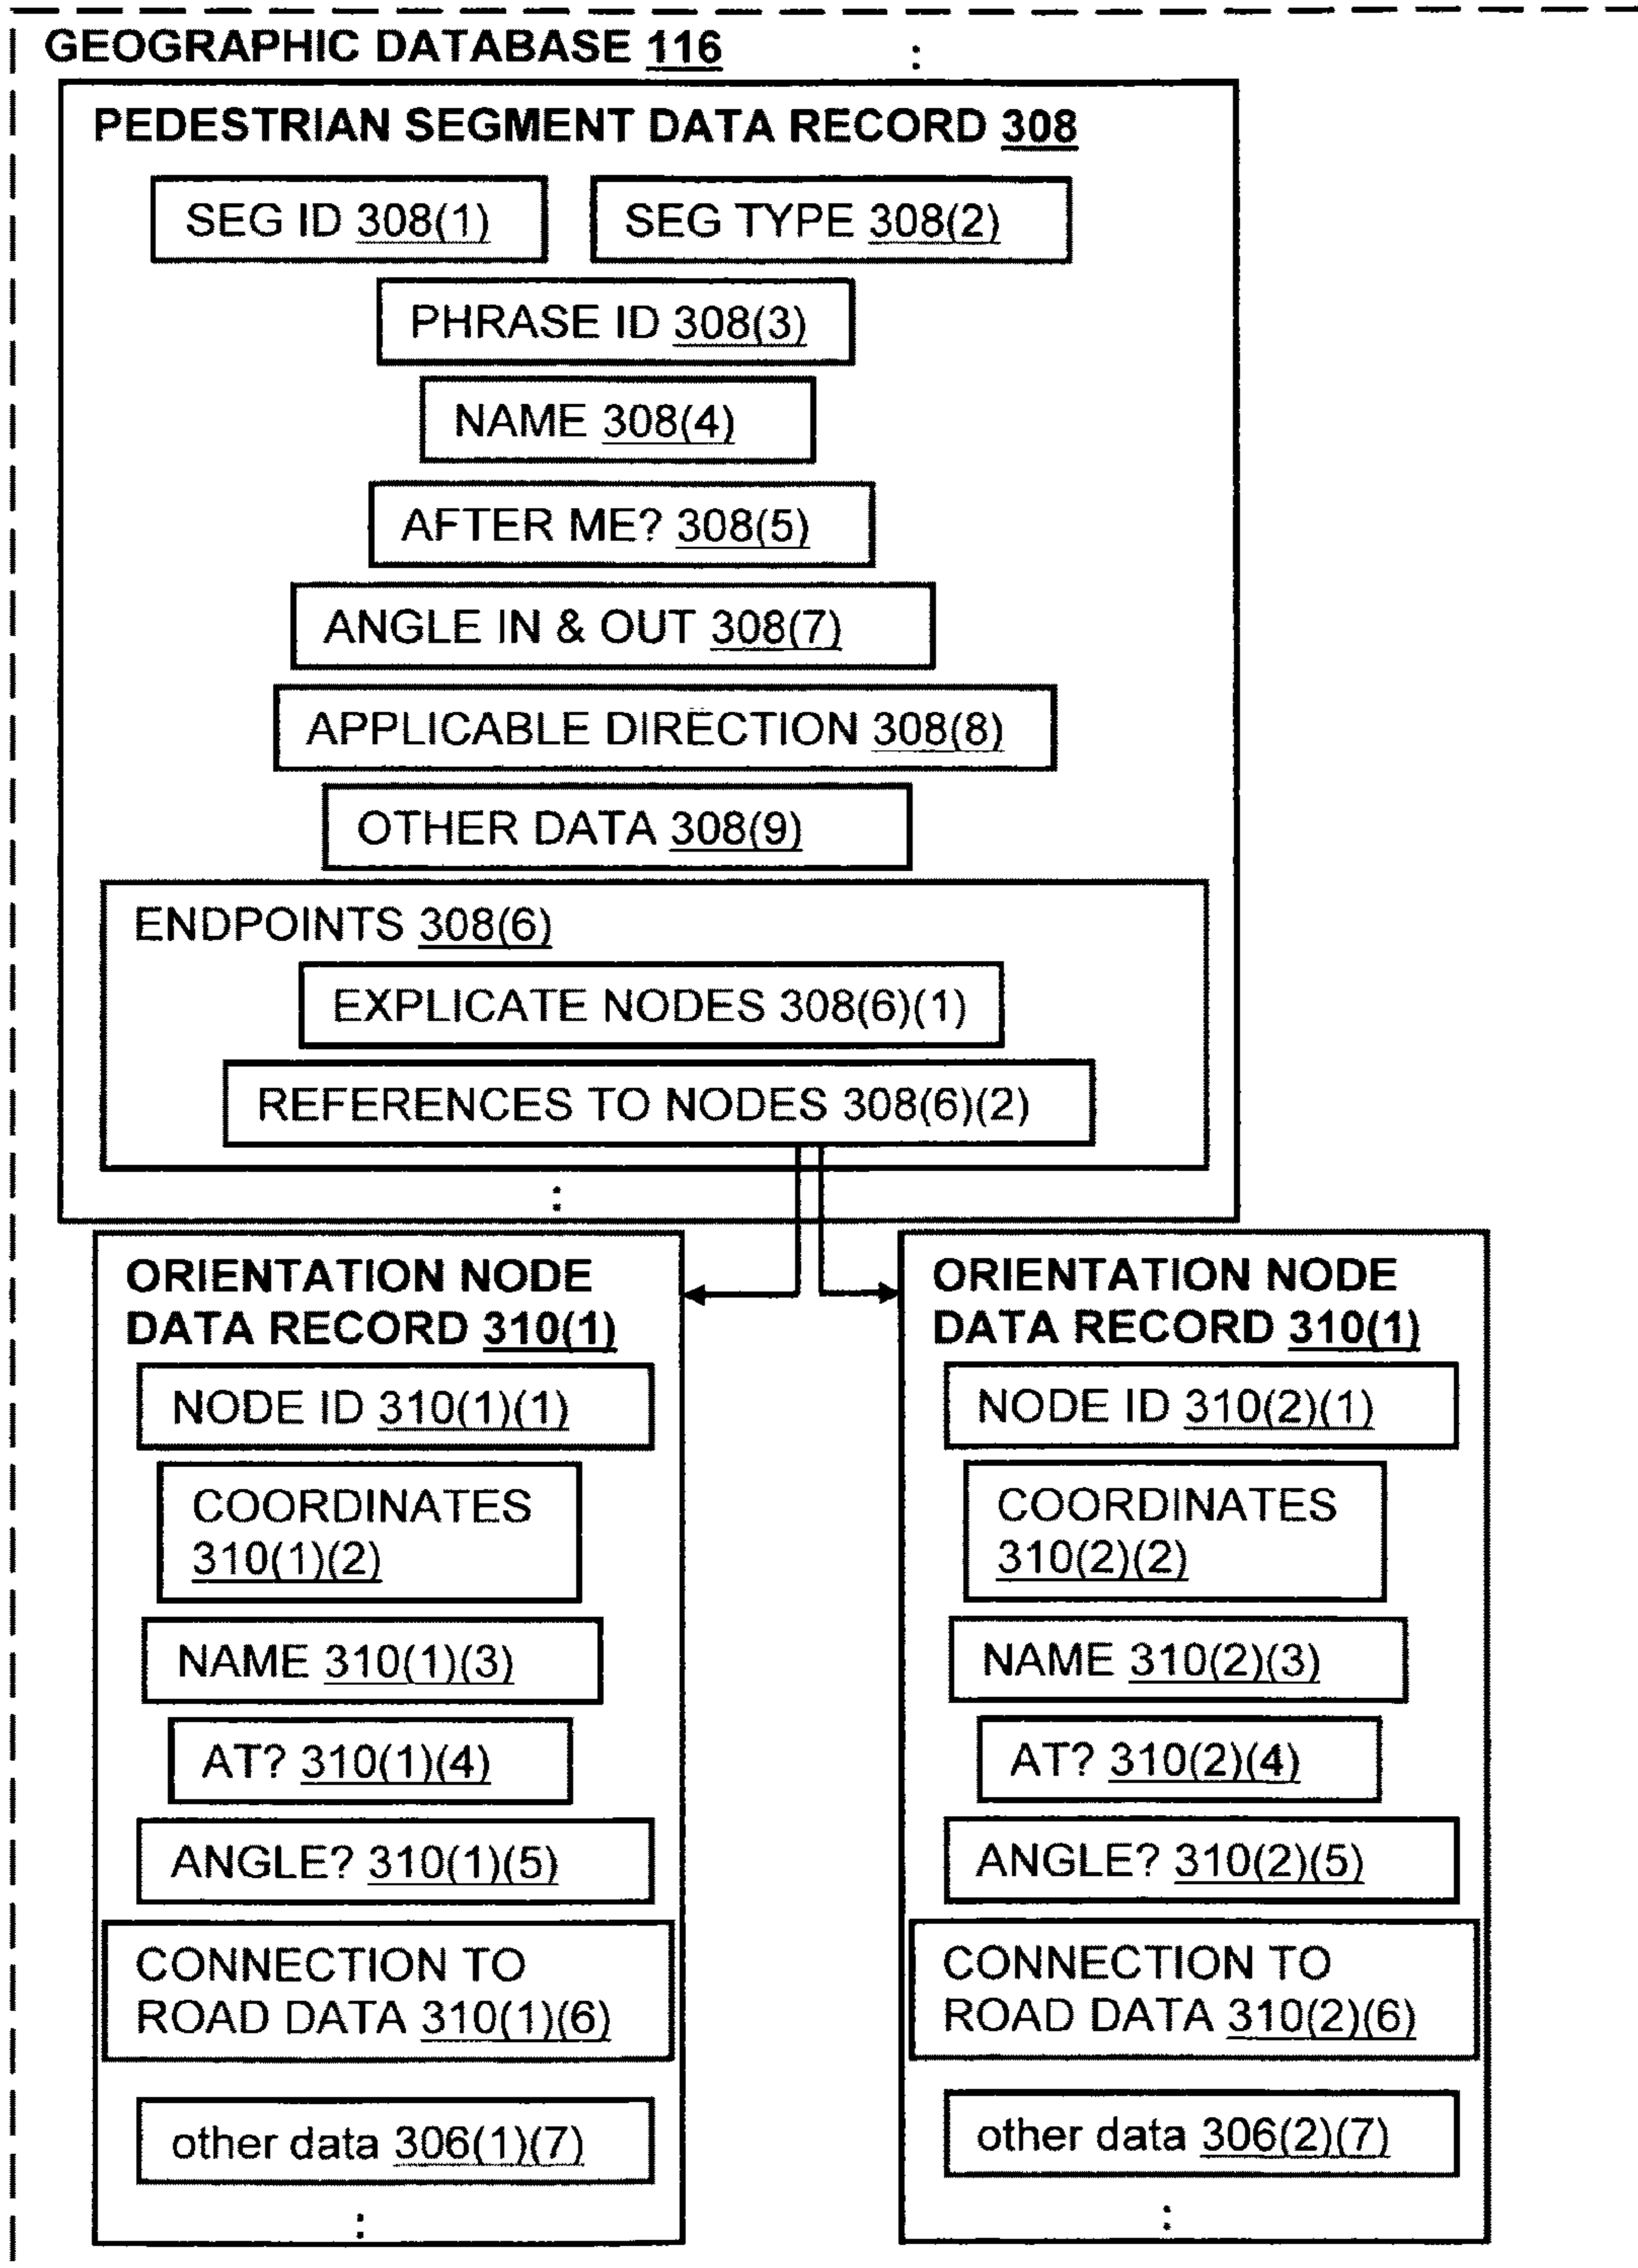 GEOGRAPHIC DATABASE 116
:
PEDESTRIAN SEGMENT DATA RECORD 308
SEG ID 308(1)
SEG TYPE 308(2)
PHRASE ID 308(3)
NAME 308(4)
AFTER ME? 308(5)
ANGLE IN & OUT 308(7)
APPLICABLE DIRECTION 308(8)
OTHER DATA 308(9)
ENDPOINTS 308(6)
EXPLICATE NODES 308(6)(1)
REFERENCES TO NODES 308(6)(2)
:
ORIENTATION NODE
DATA RECORD 310(1)
NODE ID 310(1)(1)
COORDINATES
310(1)(2)
NAME 310(1)(3)
AT? 310(1)(4)
ANGLE? 310(1)(5)
CONNECTION TO
ROAD DATA 310(1)(6)
other data 306(1)(7)
:
ORIENTATION NODE
DATA RECORD 310(1)
NODE ID 310(2)(1)
COORDINATES
310(2)(2)
NAME 310(2)(3)
AT? 310(2)(4)
ANGLE? 310(2)(5)
CONNECTION TO
ROAD DATA 310(2)(6)
other data 306(2)(7)
: